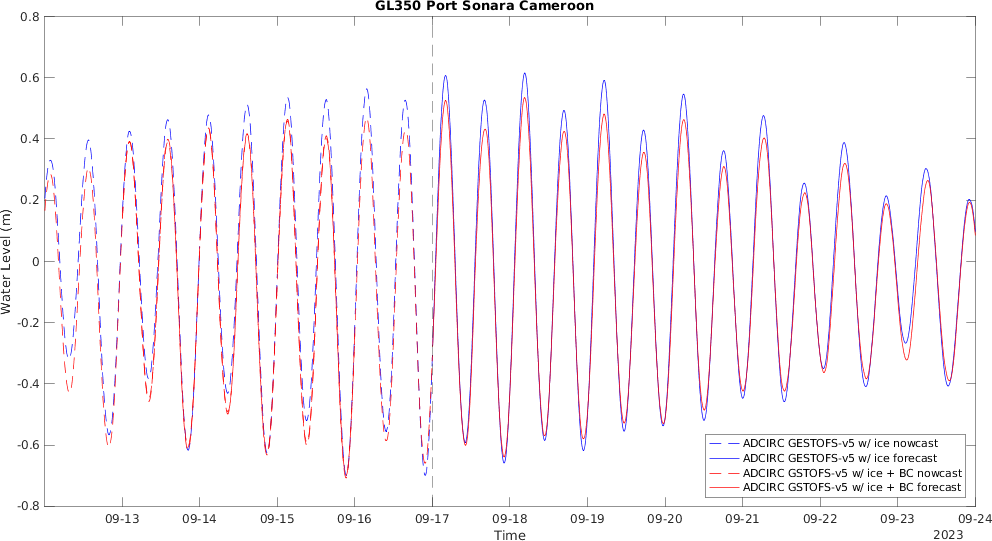 GL350 Port Sonara Cameroon
0.8
0.6
0.4
0.2
0
-0.2
-0.4
-0.6
-0.8
Water Level (m)
ADCIRC GESTOFS-v5 w/ ice nowcast
ADCIRC GESTOFS-v5 w/ ice forecast
ADCIRC GSTOFS-v5 w/ ice + BC nowcast
ADCIRC GSTOFS-v5 w/ ice + BC forecast
09-13 09-14 09-15 09-16 09-17 09-18 09-19 09-20 09-21 09-22 09-23 09-24
Time
2023